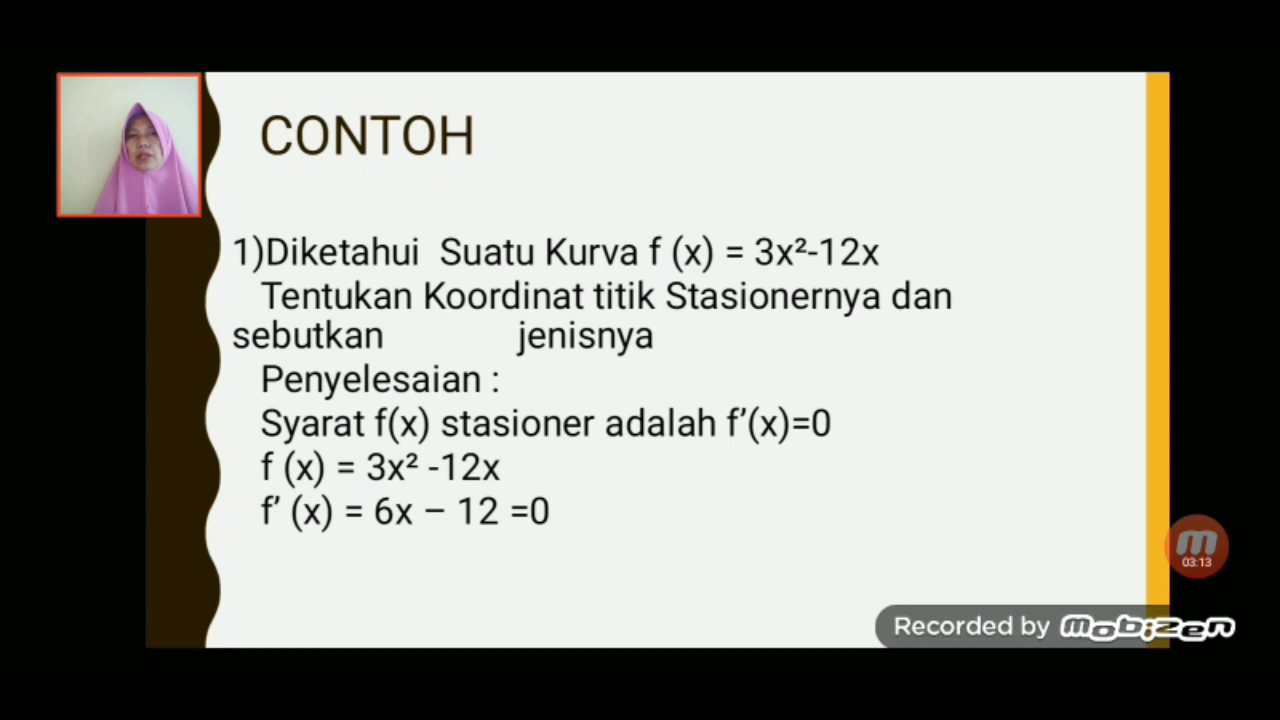 CONTOH
1)Diketahui Suatu Kurva f (x) = 3x²-12x
Tentukan Koordinat titik Stasionernya dan
sebutkan jenisnya
Penyelesaian :
Syarat f(x) stasioner adalah f’(x)=0
f (x) = 3x² -12x
f’ (x) = 6x – 12 =0
m
03:13
Recorded by mobizen